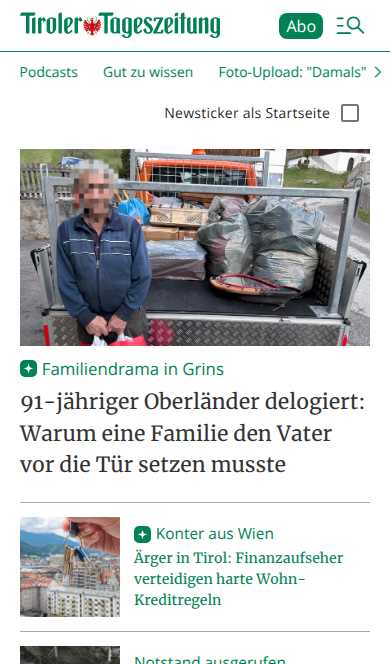 Tiroler Tageszeitung
Abo
Podcasts Gut zu wissen Foto-Upload: "Damals"
Newsticker als Startseite
Familiendrama in Grins
91-jähriger Oberländer delogiert:
Warum eine Familie den Vater
vor die Tür setzen musste
Konter aus Wien
Ärger in Tirol: Finanzaufseher
verteidigen harte Wohn-
Kreditregeln
Notstand ausgerufen